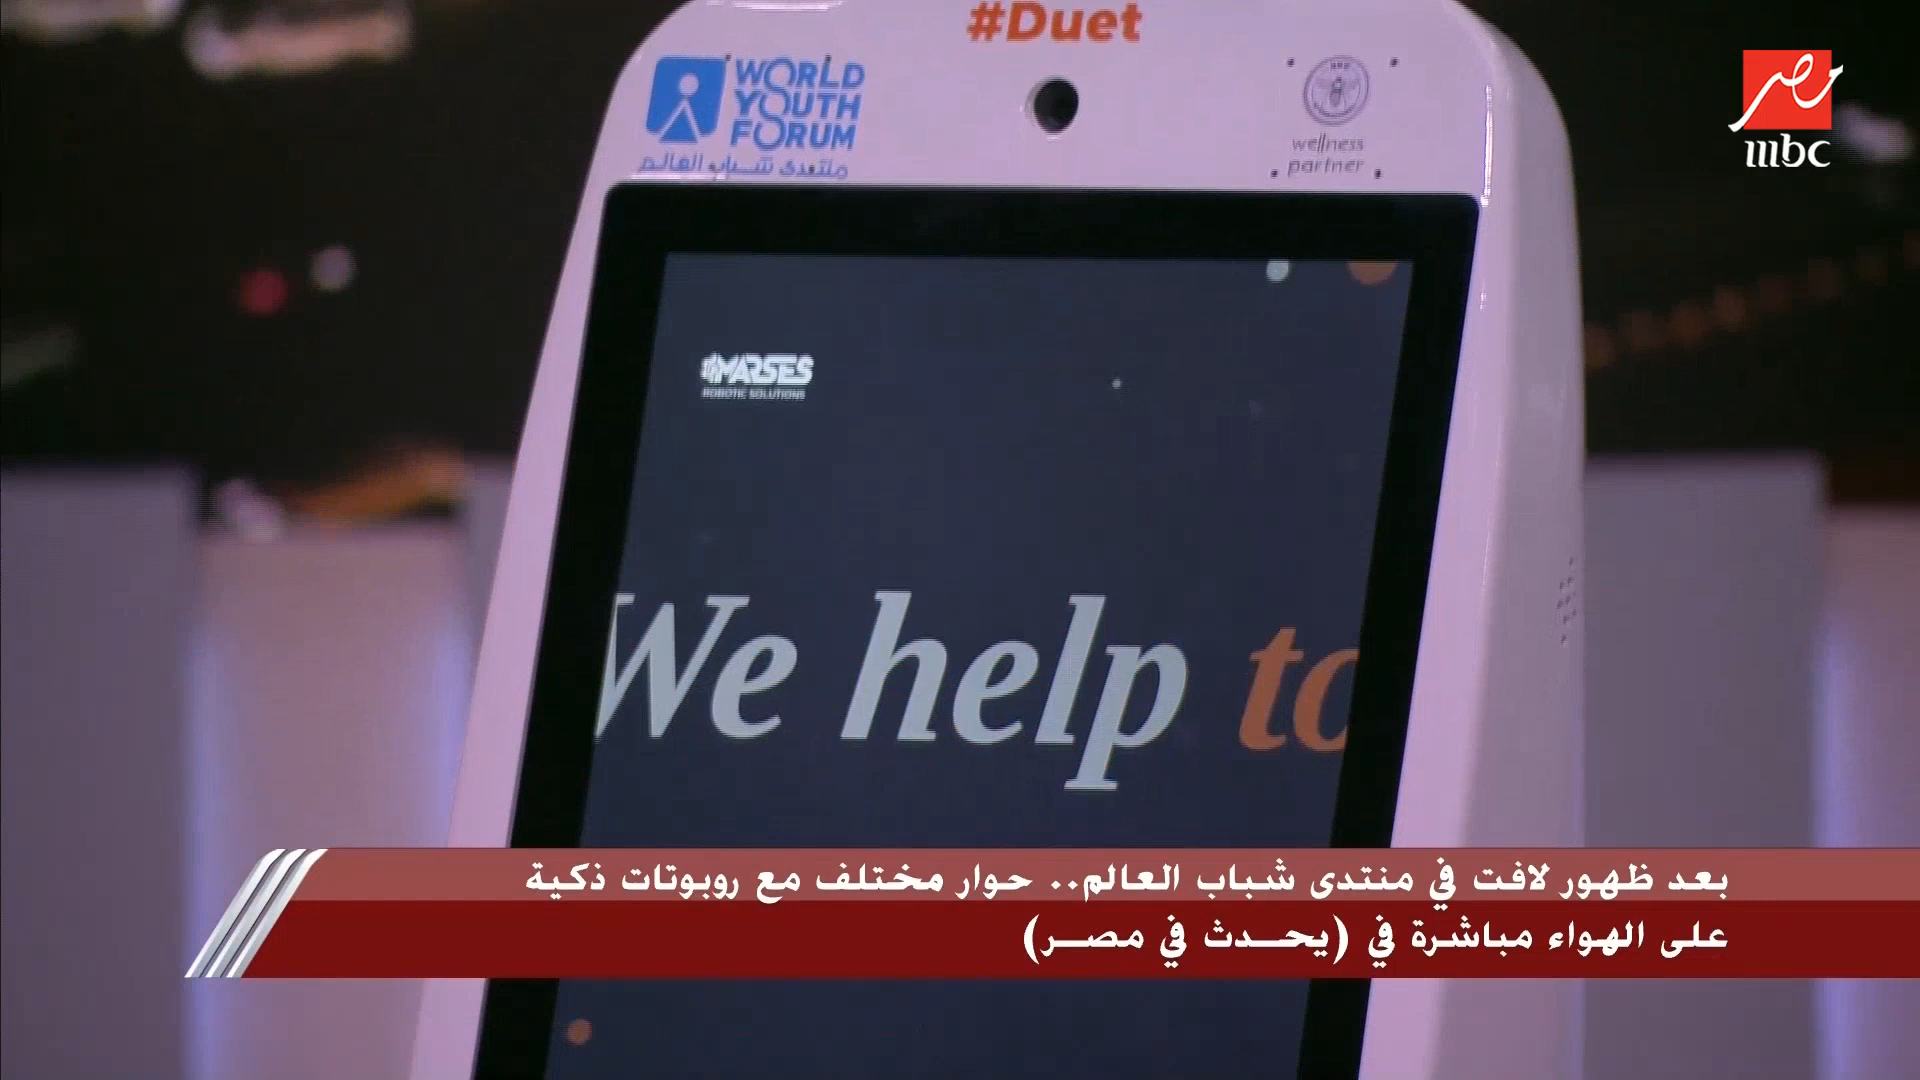 #Duet
WORLD
YOUTH
FORUM
منتدى شباب العالم
wellness
partner
مصر
mbc
MARSES
ROBOTIC SOLUTIONS
We help to
بعد ظهور لافت في منتدى شباب العالم.. حوار مختلف مع روبوتات ذكية
على الهواء مباشرة في (يحدث في مصر)